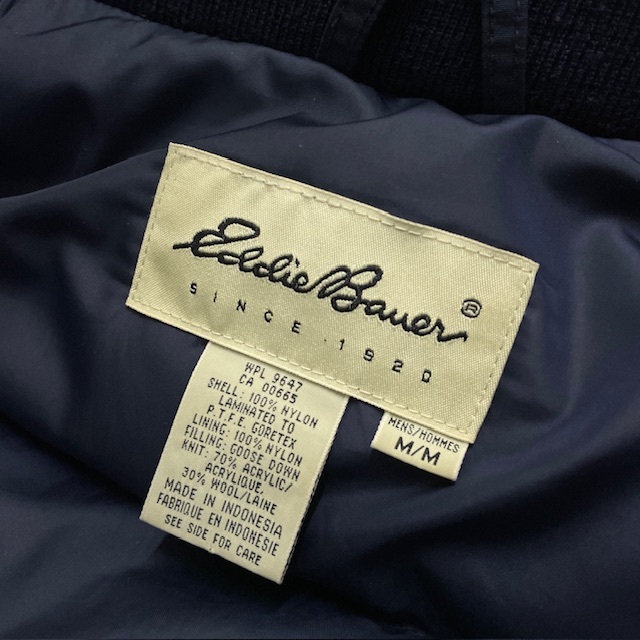 Eddie Bauer ®
SINCE · 1920
WPL 9647
CA 00665
SHELL: 100% NYLON
LAMINATED TO
P.T.F.E. GORETEX
LINING: 100% NYLON
FILLING: GOOSE DOWN
KNIT: 70% ACRYLIC/
ACRYLIQUE.
30% WOOL/LAINE
MADE IN INDONESIA
FABRIQUE EN INDONESIE
SEE SIDE FOR CARE
MENS/HOMMES
M/M